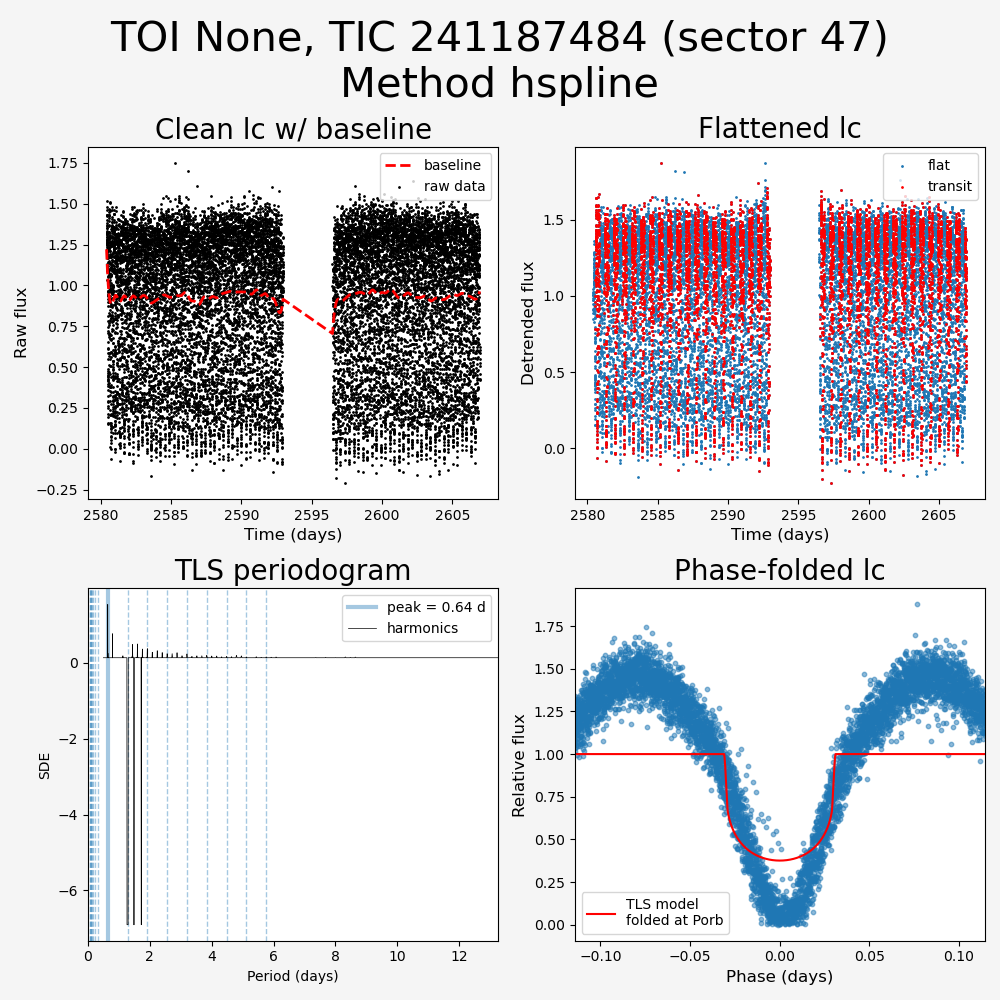 TOI None, TIC 241187484 (sector 47)
Method hspline
Clean lc w/ baseline
baseline
raw data
1.75
1.50
1.25
1.00
0.75
0.50
0.25
0.00
−0.25
Raw flux
2580
2585
2590
2595
2600
2605
Time (days)
Flattened lc
flat
transit
1.5
1.0
0.5
0.0
Detrended flux
2580
2585
2590
2595
2600
2605
Time (days)
TLS periodogram
peak = 0.64 d
harmonics
0
−2
−4
−6
SDE
0
2
4
6
8
10
12
Period (days)
Phase-folded lc
1.75
1.50
1.25
1.00
0.75
0.50
0.25
0.00
Relative flux
TLS model
folded at Porb
−0.10
−0.05
0.00
0.05
0.10
Phase (days)